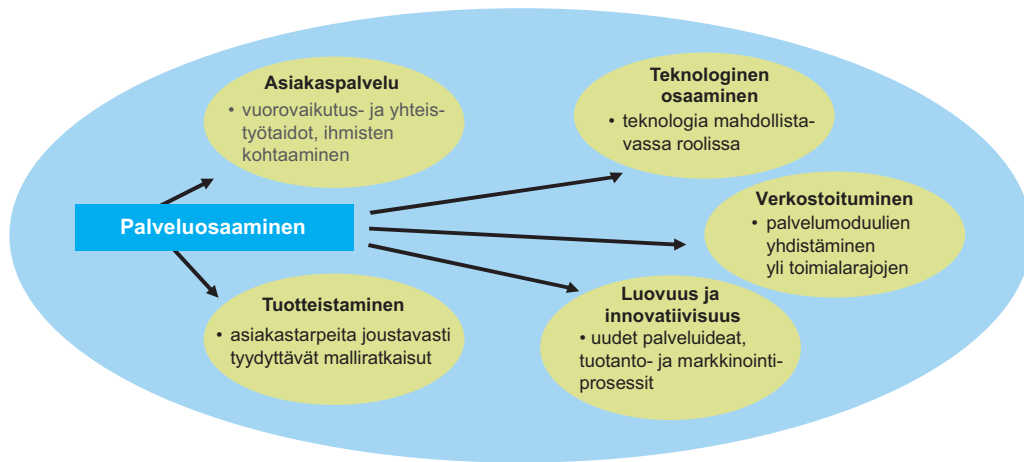 Asiakaspalvelu
• vuorovaikutus- ja yhteis-
työtaidot, ihmisten
kohtaaminen
Teknologinen
osaaminen
• teknologia mahdollista-
vassa roolissa
Palveluosaaminen
Verkostoituminen
• palvelumoduulien
yhdistäminen
yli toimialarajojen
Tuotteistaminen
• asiakastarpeita joustavasti
tyydyttävät malliratkaisut
Luovuus ja
innovatiivisuus
• uudet palveluideat,
tuotanto- ja markkinointi-
prosessit